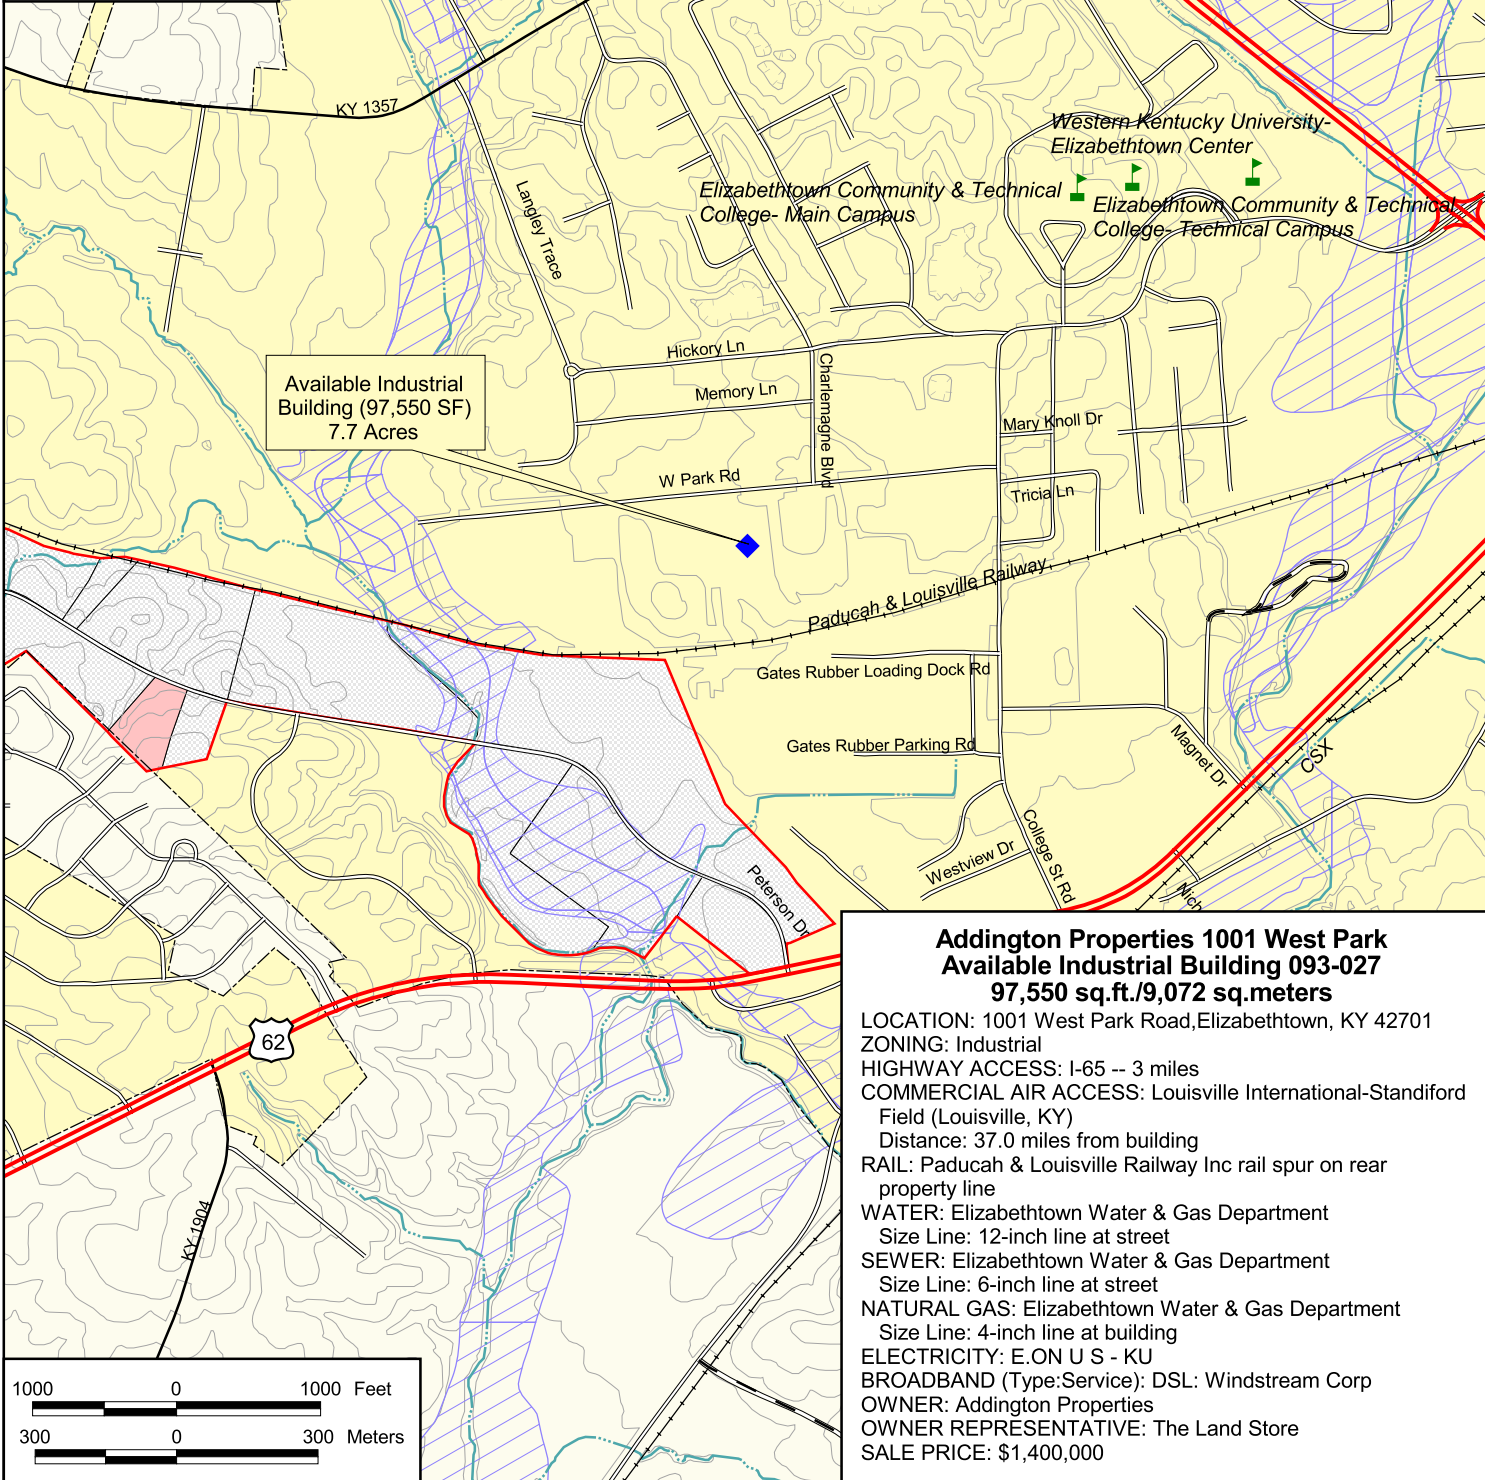 KY 1357
Western Kentucky University-
Elizabethtown Center
Elizabethtown Community & Technical
College- Main Campus
Elizabethtown Community & Technical
College- Technical Campus
Langley Trace
Hickory Ln
Memory Ln
Charlemagne Blvd
Mary Knoll Dr
W Park Rd
Tricia Ln
Available Industrial
Building (97,550 SF)
7.7 Acres
Paducah & Louisville Railway
Gates Rubber Loading Dock Rd
Gates Rubber Parking Rd
Magnet Dr
CSX
College St Rd
Westview Dr
Peterson Dr
Nich
62
KY 1904
Addington Properties 1001 West Park
Available Industrial Building 093-027
97,550 sq.ft./9,072 sq.meters
LOCATION: 1001 West Park Road,Elizabethtown, KY 42701
ZONING: Industrial
HIGHWAY ACCESS: I-65 -- 3 miles
COMMERCIAL AIR ACCESS: Louisville International-Standiford
Field (Louisville, KY)
Distance: 37.0 miles from building
RAIL: Paducah & Louisville Railway Inc rail spur on rear
property line
WATER: Elizabethtown Water & Gas Department
Size Line: 12-inch line at street
SEWER: Elizabethtown Water & Gas Department
Size Line: 6-inch line at street
NATURAL GAS: Elizabethtown Water & Gas Department
Size Line: 4-inch line at building
ELECTRICITY: E.ON U S - KU
BROADBAND (Type:Service): DSL: Windstream Corp
OWNER: Addington Properties
OWNER REPRESENTATIVE: The Land Store
SALE PRICE: $1,400,000
1000 0 1000 Feet
300 0 300 Meters